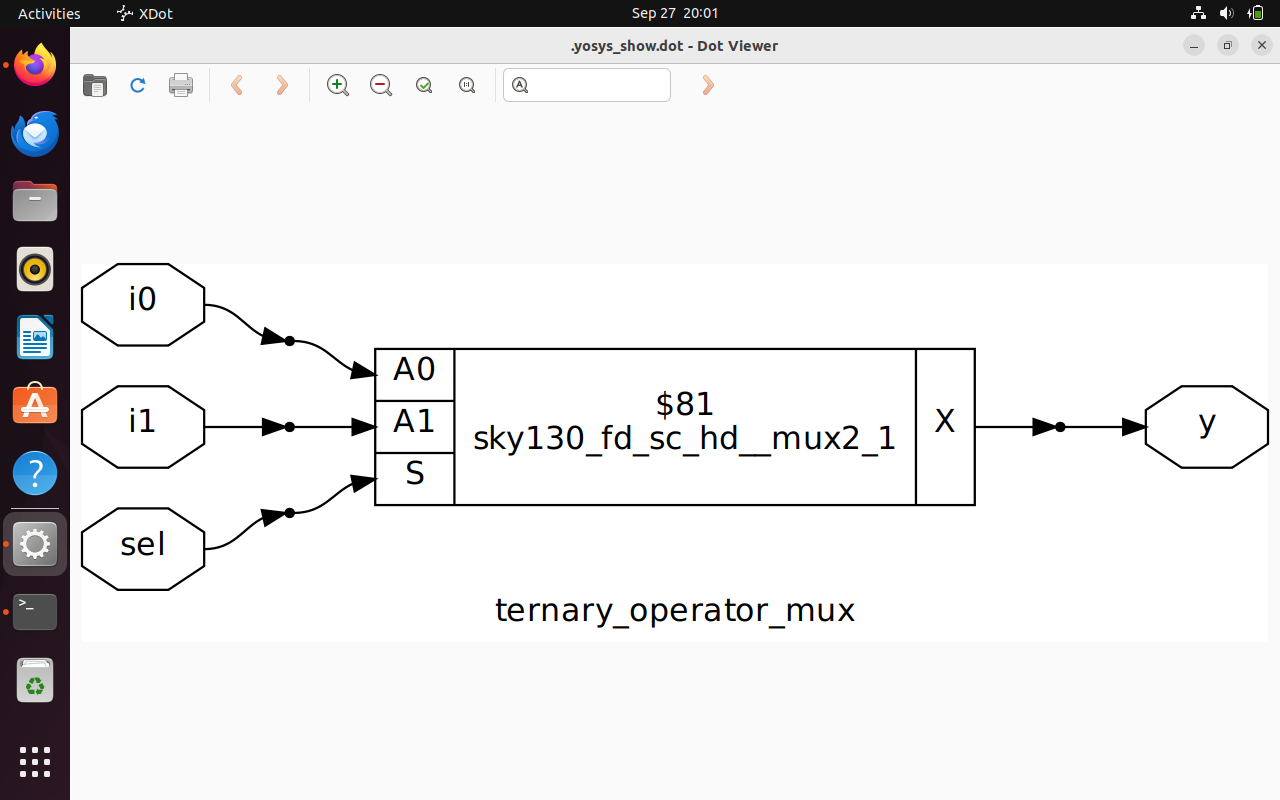 Activities XDot Sep 27 20:01
.yosys_show.dot - Dot Viewer
i0
i1
sel
A0
A1
S
$81
sky130_fd_sc_hd__mux2_1
X
y
ternary_operator_mux